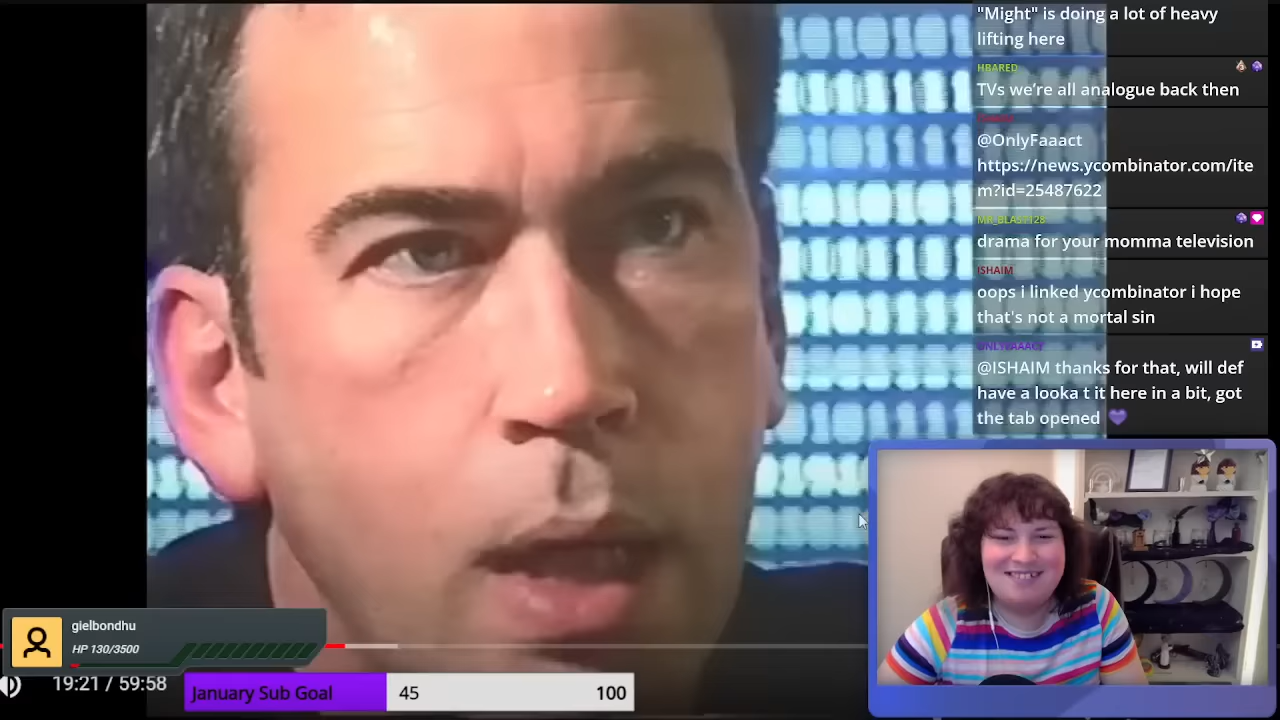 "Might" is doing a lot of heavy
lifting here
HBARED
TVs we're all analogue back then
@OnlyFaaact
https://news.ycombinator.com/ite
m?id=25487622
MR_BLAST128
drama for your momma television
ISHAIM
oops i linked ycombinator i hope
that's not a mortal sin
ONLYFAAACT
@ISHAIM thanks for that, will def
have a looka t it here in a bit, got
the tab opened
gielbondhu
HP 130/3500
19:21 / 59:58
January Sub Goal 45 100